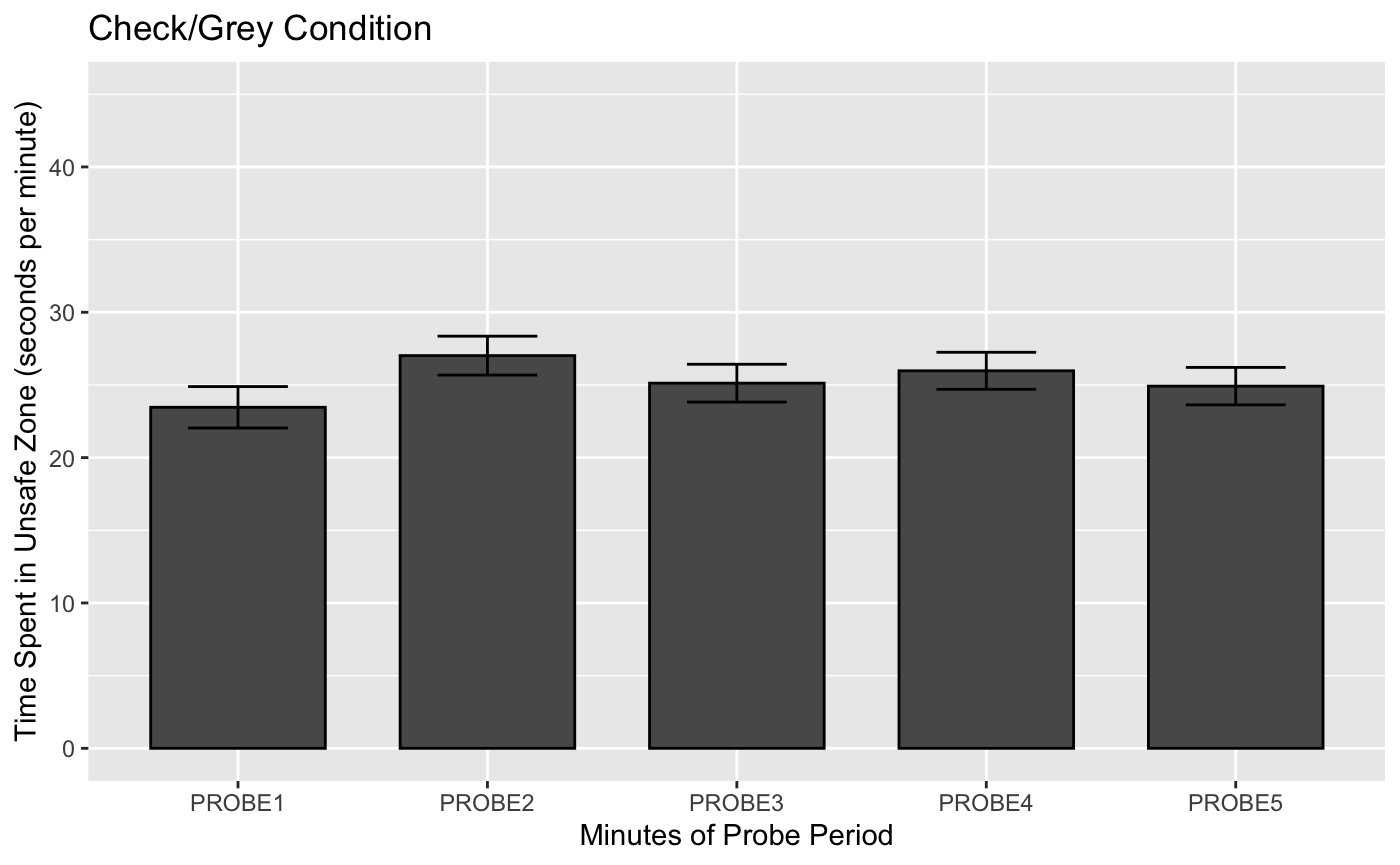 Check/Grey Condition
Time Spent in Unsafe Zone (seconds per minute)
40
30
20
10
0
PROBE1 PROBE2 PROBE3 PROBE4 PROBE5
Minutes of Probe Period